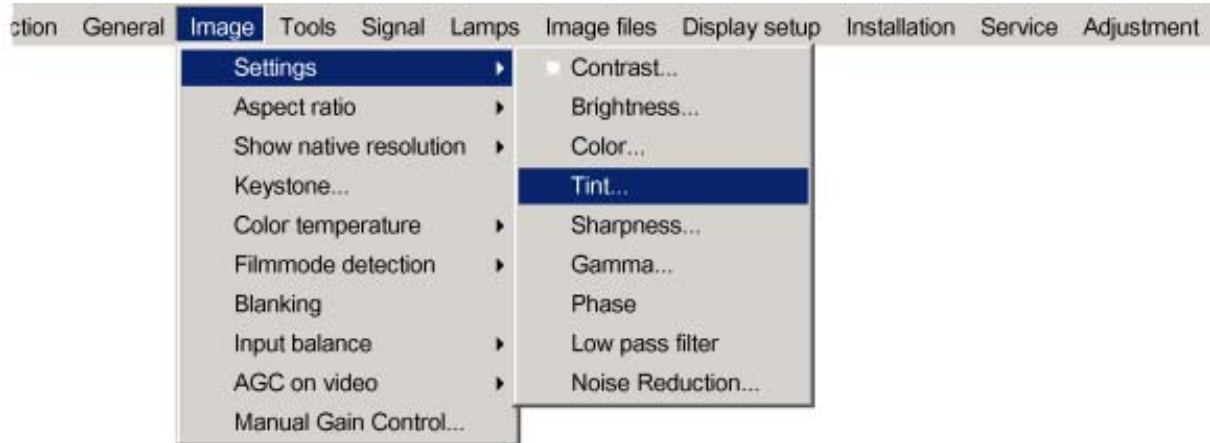 ction General Image Tools Signal Lamps Image files Display setup Installation Service Adjustment
Settings
Aspect ratio
Show native resolution
Keystone...
Color temperature
Filmmode detection
Blanking
Input balance
AGC on video
Manual Gain Control...
Contrast...
Brightness...
Color...
Tint...
Sharpness...
Gamma...
Phase
Low pass filter
Noise Reduction...